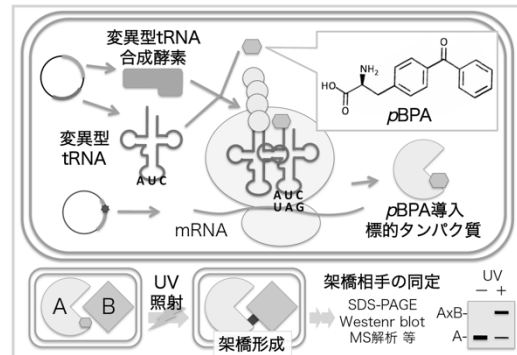 変異型tRNA
合成酵素
変異型
tRNA
AUC
AUC
UAG
mRNA
NH₂
O
HO
O
pBPA
pBPA導入
標的タンパク質
A
B
UV
照射
架橋形成
架橋相手の同定
SDS-PAGE
Westenr blot
MS解析 等
UV
− +
AxB-
A-